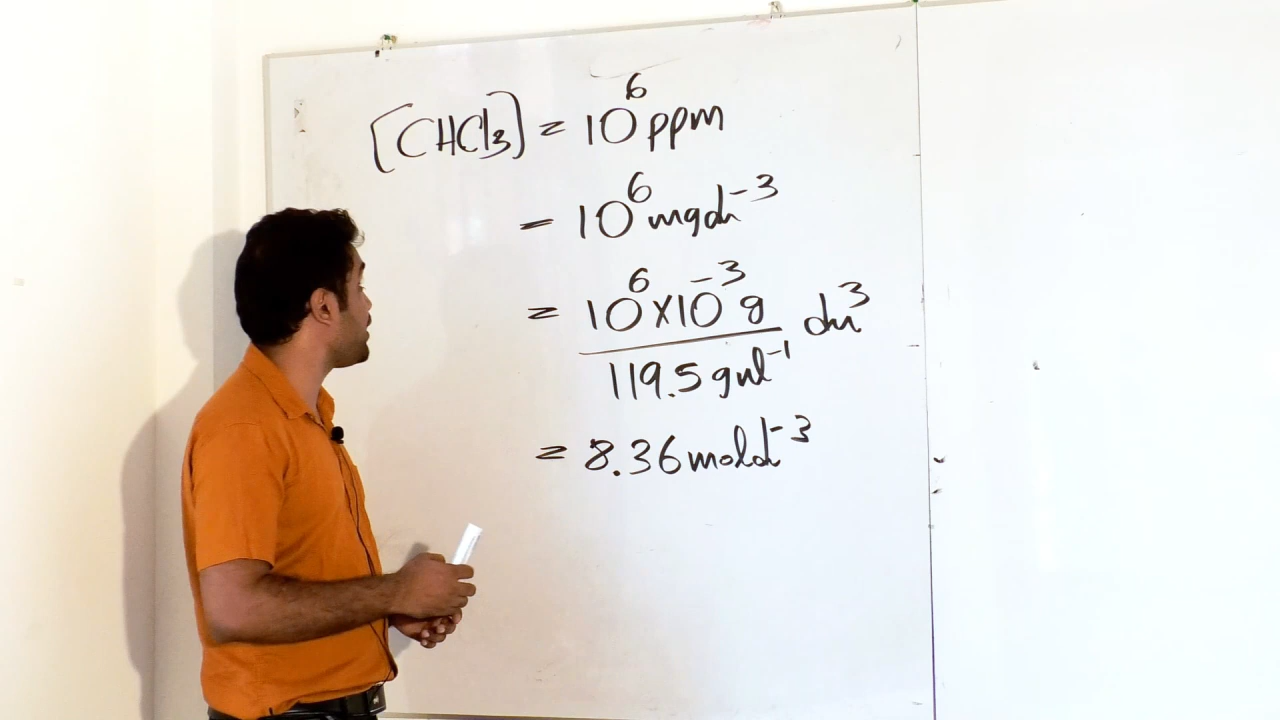 [CHCl₃] = 10⁶ ppm
= 10⁶ mgdm⁻³
= 10⁶ × 10⁻³ g
119.5 gmol⁻¹ dm³
= 8.36 moldm⁻³